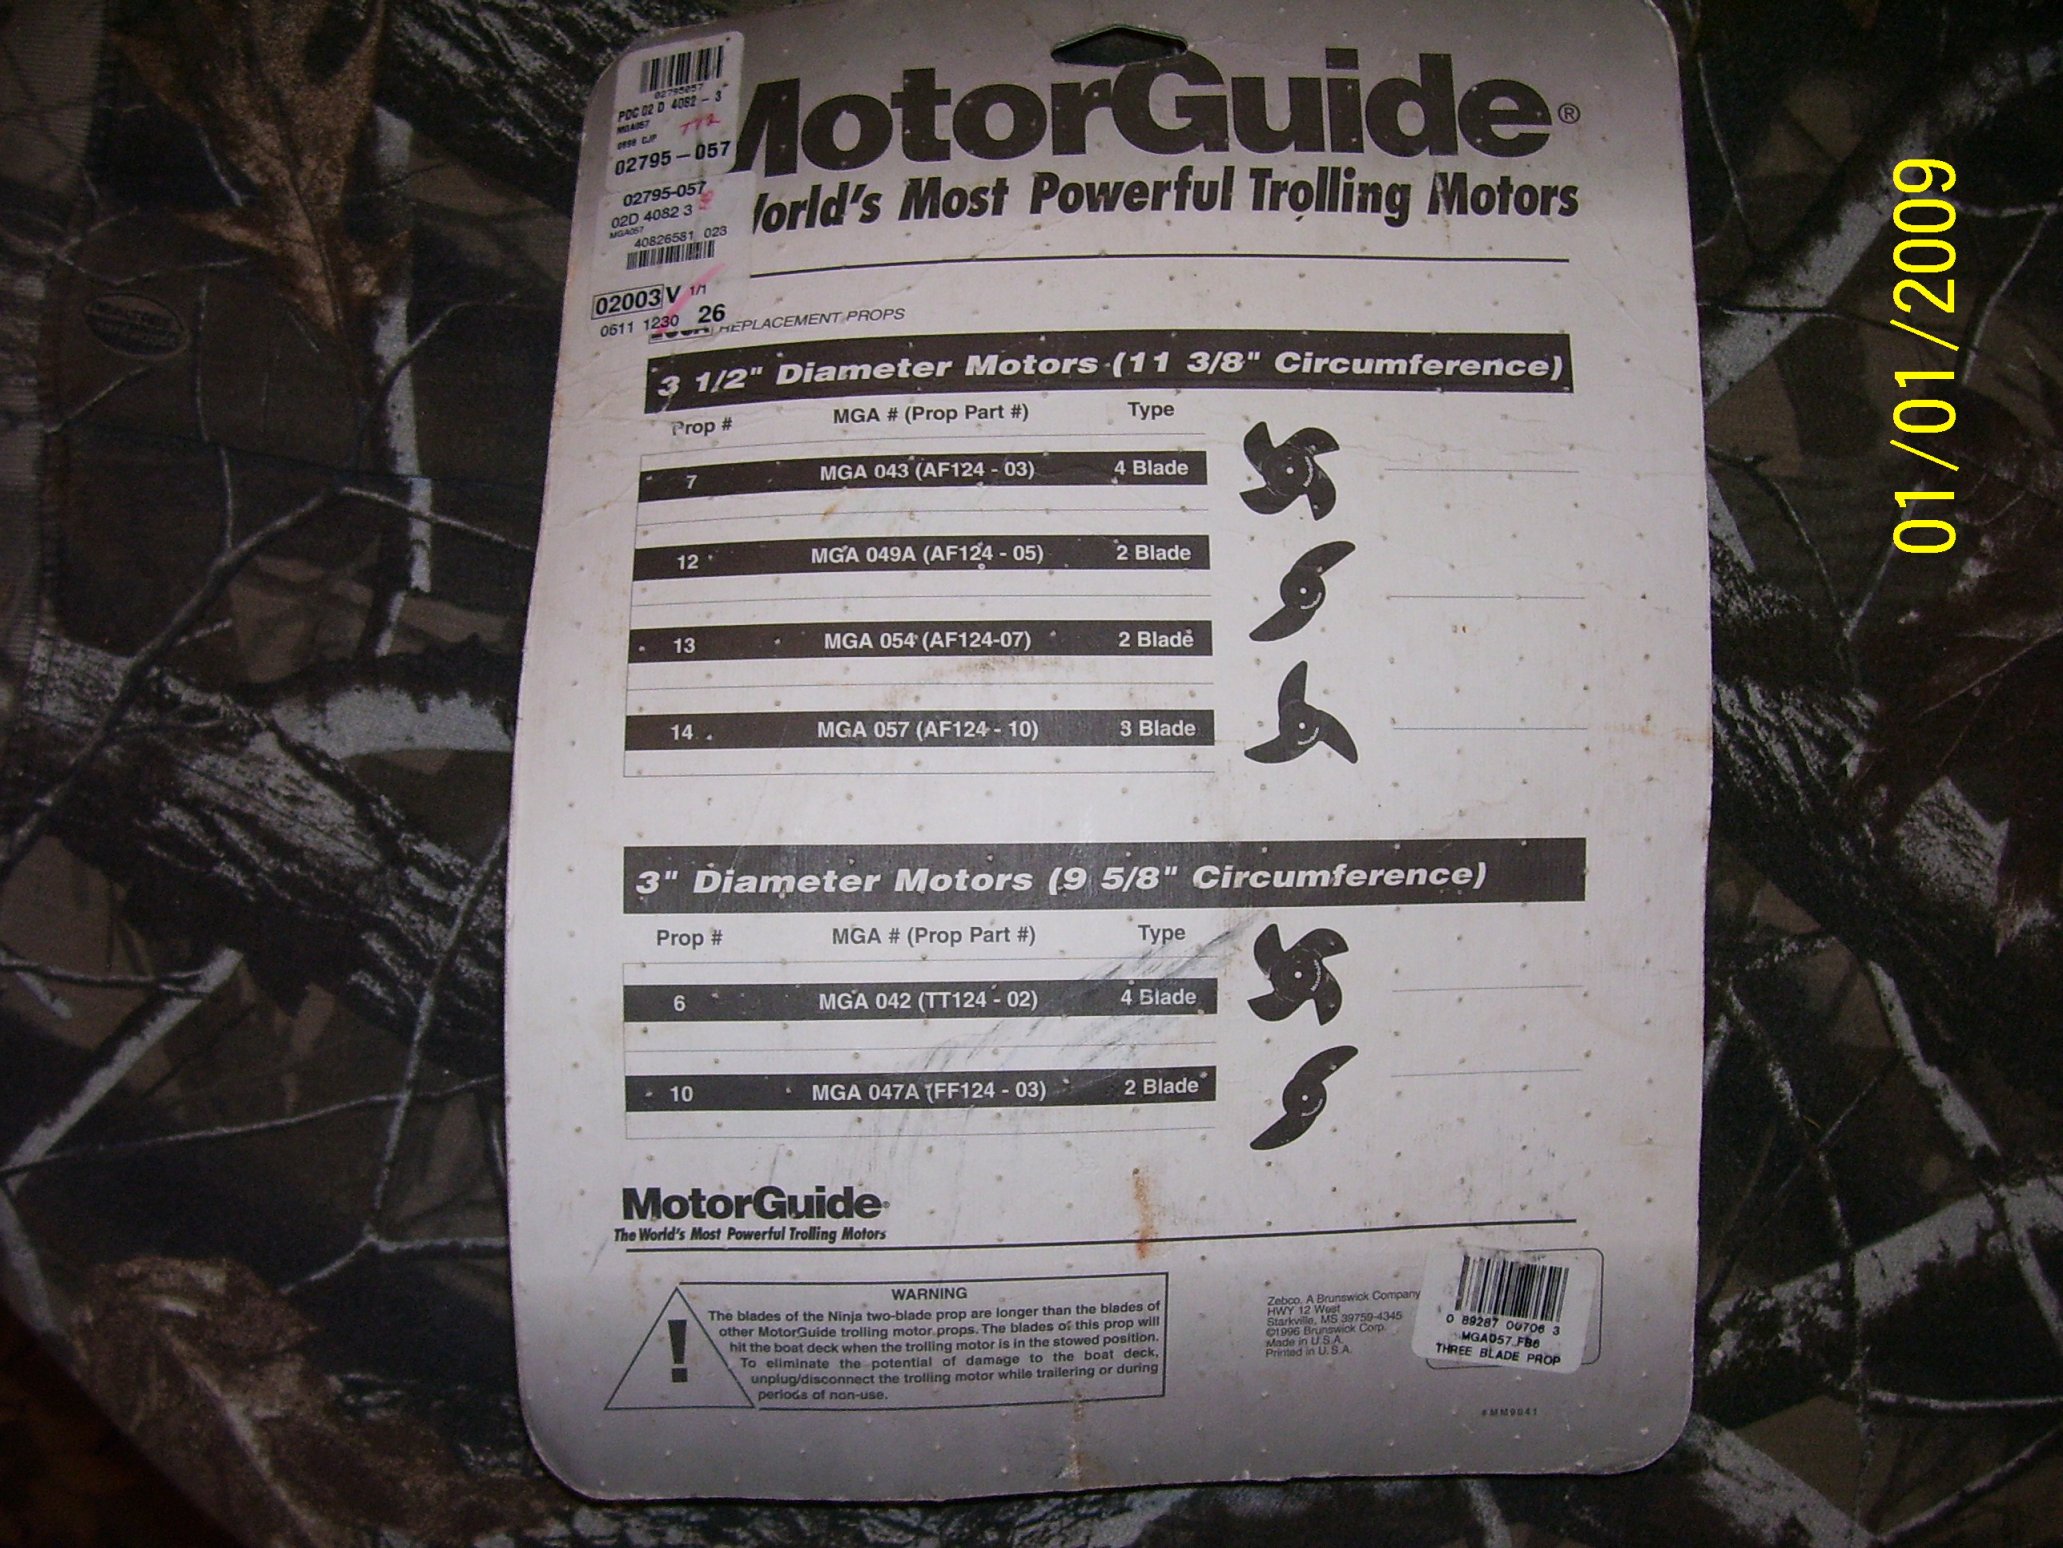 02795057
PDC 02 D 4082 - 3
MGA057
0998 CJP
02795-057
02795-057
02D 4082 3
MGA057
40826581 023
02003 V 1/1
0611 1230 26
MotorGuide®
World's Most Powerful Trolling Motors
REPLACEMENT PROPS
3 1/2" Diameter Motors (11 3/8" Circumference)
Prop # MGA # (Prop Part #) Type
7 MGA 043 (AF124 - 03) 4 Blade
12 MGA 049A (AF124 - 05) 2 Blade
13 MGA 054 (AF124-07) 2 Blade
14 MGA 057 (AF124 - 10) 3 Blade
3" Diameter Motors (9 5/8" Circumference)
Prop # MGA # (Prop Part #) Type
6 MGA 042 (TT124 - 02) 4 Blade
10 MGA 047A (FF124 - 03) 2 Blade
MotorGuide®
The World's Most Powerful Trolling Motors
WARNING
The blades of the Ninja two-blade prop are longer than the blades of
other MotorGuide trolling motor props. The blades of this prop will
hit the boat deck when the trolling motor is in the stowed position.
To eliminate the potential of damage to the boat deck,
unplug/disconnect the trolling motor while trailering or during
periods of non-use.
!
Zebco, A Brunswick Company
HWY 12 West
Starkville, MS 39759-4345
©1996 Brunswick Corp.
Made in U.S.A.
Printed in U.S.A.
0 89287 00706 3
MGA057 FB6
THREE BLADE PROP
#MM9041
01/01/2009